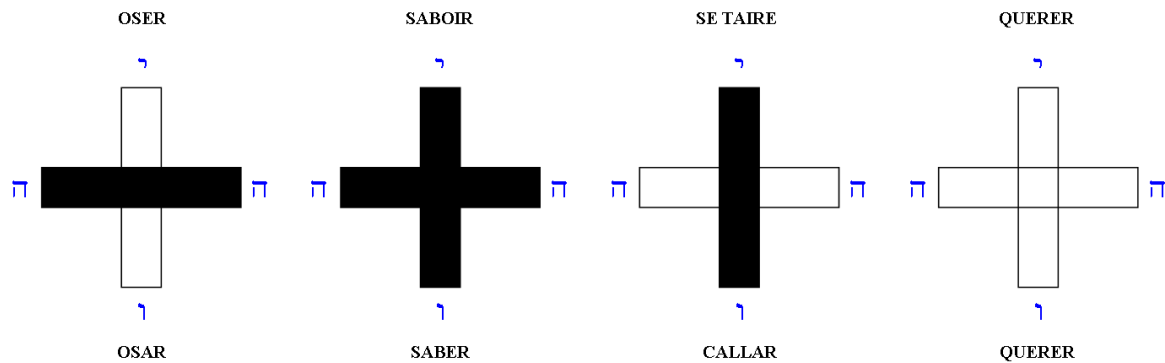 OSER SABOIR SE TAIRE QUERER
י י י י
ה ה ה ה ה ה ה ה
ו ו ו ו
OSAR SABER CALLAR QUERER